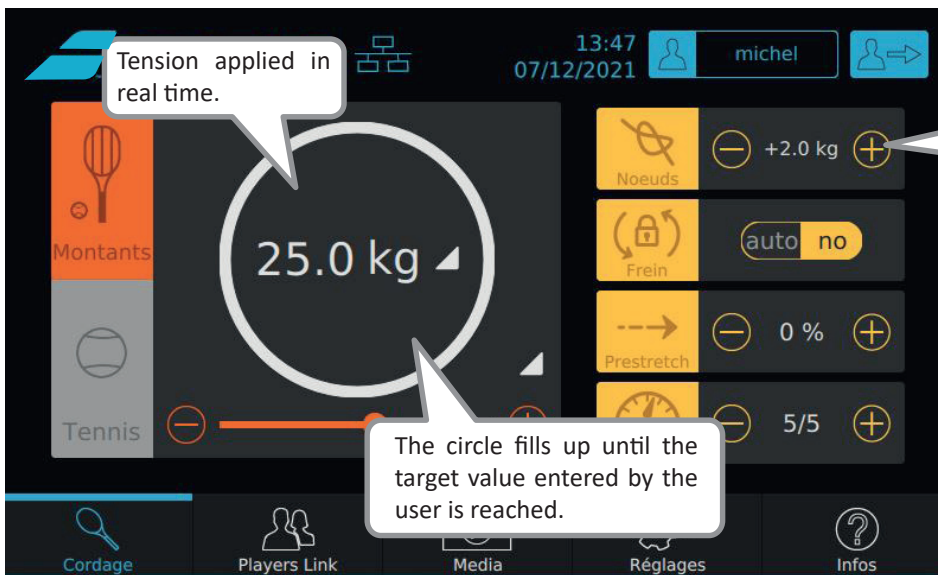 Tension applied in
real time.
13:47
07/12/2021
michel
Montants
Tennis
25.0 kg
Noeuds
+2.0 kg
Frein
auto no
Prestretch
0 %
5/5
The circle fills up until the
target value entered by the
user is reached.
Cordage
Players Link
Media
Réglages
Infos